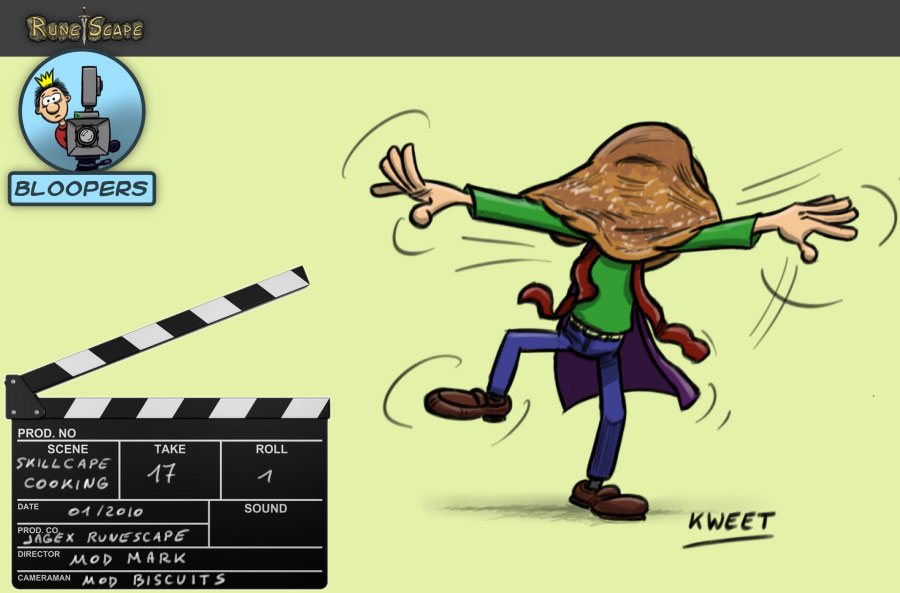 RUNESCAPE
BLOOPERS
PROD. NO
SCENE TAKE ROLL
SKILLCAPE
COOKING 17 1
DATE 01/2010 SOUND
PROD. CO. JAGEX RUNESCAPE
DIRECTOR MOD MARK
CAMERAMAN MOD BISCUITS
KWEET